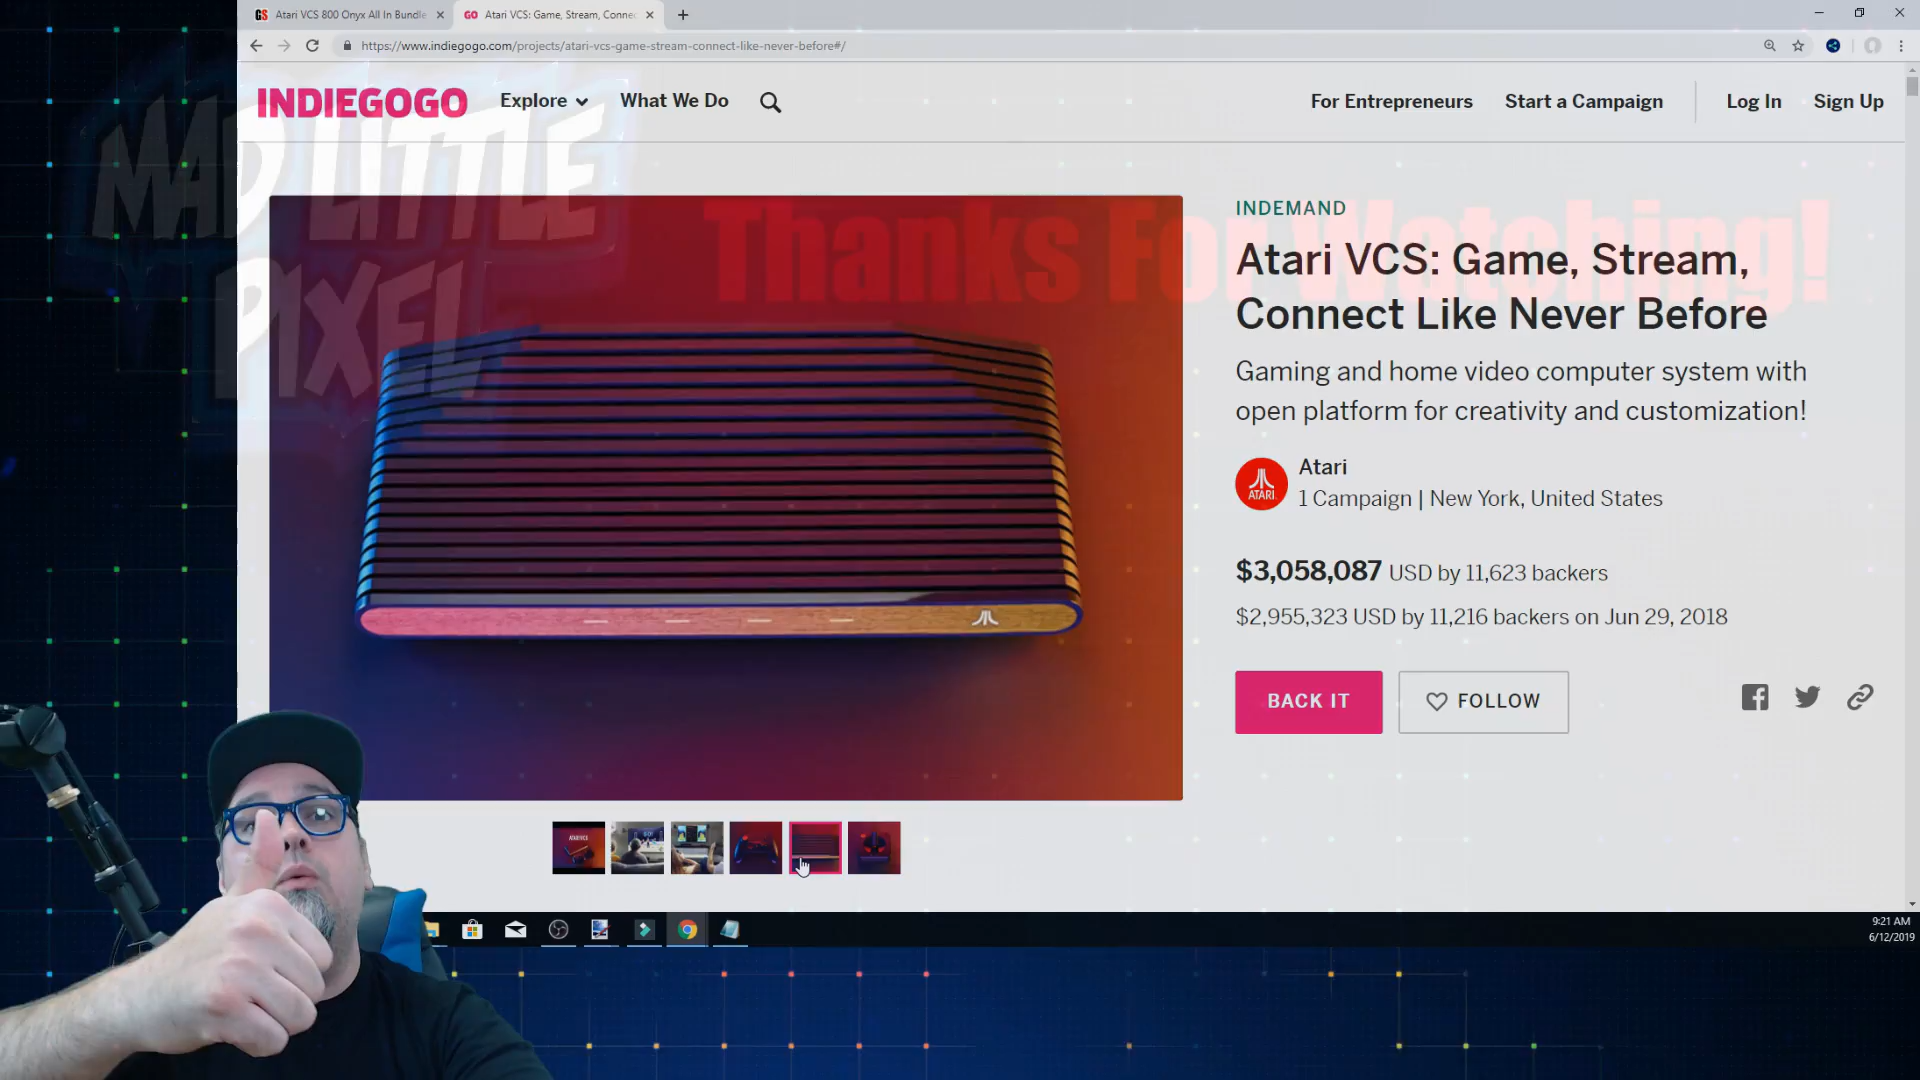 Atari VCS 800 Onyx All In Bundle
Atari VCS: Game, Stream, Connec
https://www.indiegogo.com/projects/atari-vcs-game-stream-connect-like-never-before#/
INDIEGOGO
Explore
What We Do
For Entrepreneurs
Start a Campaign
Log In
Sign Up
MAD LITTLE
PIXEL
Thanks For Watching!
INDEMAND
Atari VCS: Game, Stream,
Connect Like Never Before
Gaming and home video computer system with
open platform for creativity and customization!
ATARI
Atari
1 Campaign | New York, United States
$3,058,087 USD by 11,623 backers
$2,955,323 USD by 11,216 backers on Jun 29, 2018
BACK IT
FOLLOW
9:21 AM
6/12/2019